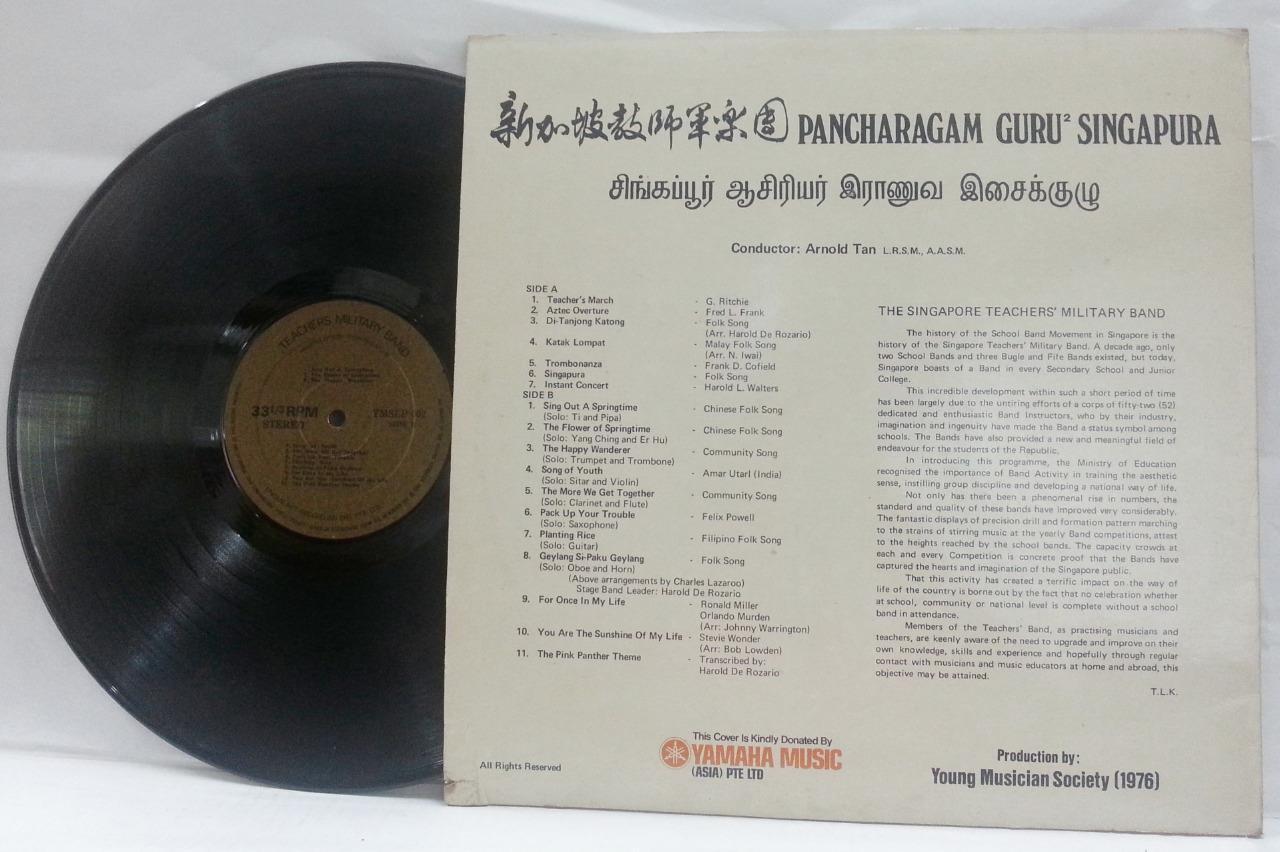 新加坡教師軍楽团 PANCHARAGAM GURU² SINGAPURA
சிங்கப்பூர் ஆசிரியர் இராணுவ இசைக்குழு
Conductor: Arnold Tan L.R.S.M., A.A.S.M.
SIDE A
1. Teacher's March - G. Ritchie
2. Aztec Overture - Fred L. Frank
3. Di-Tanjong Katong - Folk Song
(Arr. Harold De Rozario)
4. Katak Lompat - Malay Folk Song
(Arr. N. Iwai)
5. Trombonanza - Frank D. Cofield
6. Singapura - Folk Song
7. Instant Concert - Harold L. Walters
SIDE B
1. Sing Out A Springtime - Chinese Folk Song
(Solo: Ti and Pipa)
2. The Flower of Springtime - Chinese Folk Song
(Solo: Yang Ching and Er Hu)
3. The Happy Wanderer - Community Song
(Solo: Trumpet and Trombone)
4. Song of Youth - Amar Utarl (India)
(Solo: Sitar and Violin)
5. The More We Get Together - Community Song
(Solo: Clarinet and Flute)
6. Pack Up Your Trouble - Felix Powell
(Solo: Saxophone)
7. Planting Rice - Filipino Folk Song
(Solo: Guitar)
8. Geylang Si-Paku Geylang - Folk Song
(Solo: Oboe and Horn)
(Above arrangements by Charles Lazaroo)
Stage Band Leader: Harold De Rozario
9. For Once In My Life - Ronald Miller
Orlando Murden
(Arr: Johnny Warrington)
10. You Are The Sunshine Of My Life - Stevie Wonder
(Arr: Bob Lowden)
11. The Pink Panther Theme - Transcribed by:
Harold De Rozario
THE SINGAPORE TEACHERS' MILITARY BAND
The history of the School Band Movement in Singapore is the
history of the Singapore Teachers' Military Band. A decade ago, only
two School Bands and three Bugle and Fife Bands existed, but today,
Singapore boasts of a Band in every Secondary School and Junior
College.
This incredible development within such a short period of time
has been largely due to the untiring efforts of a corps of fifty-two (52)
dedicated and enthusiastic Band Instructors, who by their industry,
imagination and ingenuity have made the Band a status symbol among
schools. The Bands have also provided a new and meaningful field of
endeavour for the students of the Republic.
In introducing this programme, the Ministry of Education
recognised the importance of Band Activity in training the aesthetic
sense, instilling group discipline and developing a national way of life.
Not only has there been a phenomenal rise in numbers, the
standard and quality of these bands have improved very considerably.
The fantastic displays of precision drill and formation pattern marching
to the strains of stirring music at the yearly Band competitions, attest
to the heights reached by the school bands. The capacity crowds at
each and every Competition is concrete proof that the Bands have
captured the hearts and imagination of the Singapore public.
That this activity has created a terrific impact on the way of
life of the country is borne out by the fact that no celebration whether
at school, community or national level is complete without a school
band in attendance.
Members of the Teachers' Band, as practising musicians and
teachers, are keenly aware of the need to upgrade and improve on their
own knowledge, skills and experience and hopefully through regular
contact with musicians and music educators at home and abroad, this
objective may be attained.
T.L.K.
All Rights Reserved
This Cover Is Kindly Donated By
YAMAHA MUSIC
(ASIA) PTE LTD
Production by:
Young Musician Society (1976)
TEACHERS MILITARY BAND
33 1/3 RPM
STEREO